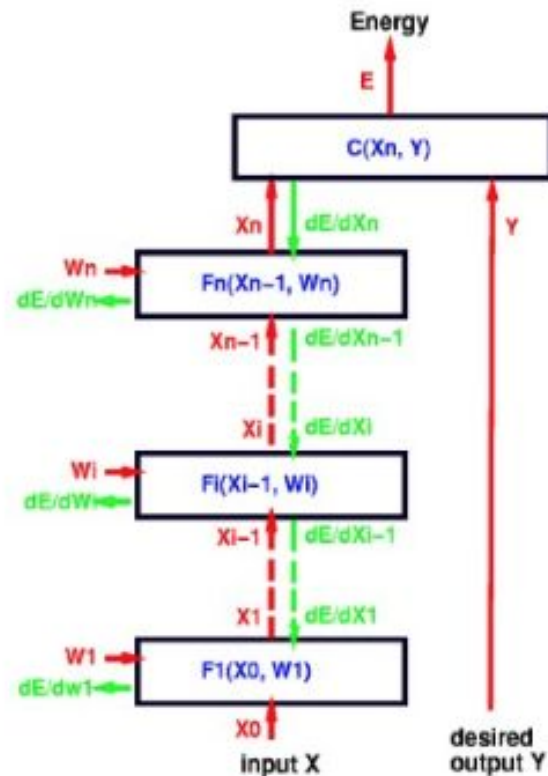 Energy
E
C(Xn, Y)
Xn
dE/dXn
Y
Wn
Fn(Xn-1, Wn)
dE/dWn
Xn-1
dE/dXn-1
Xi
dE/dXi
Wi
Fi(Xi-1, Wi)
dE/dWi
Xi-1
dE/dXi-1
X1
dE/dX1
W1
F1(X0, W1)
dE/dw1
X0
input X
desired
output Y